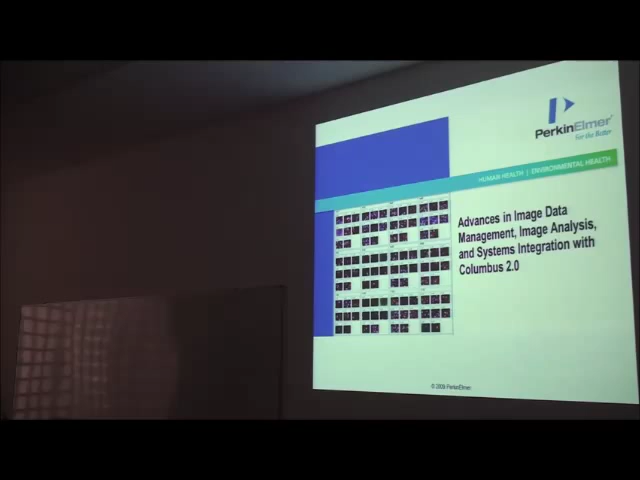 PerkinElmer
For the Better
HUMAN HEALTH | ENVIRONMENTAL HEALTH
Advances in Image Data
Management, Image Analysis,
and Systems Integration with
Columbus 2.0
© 2009 PerkinElmer